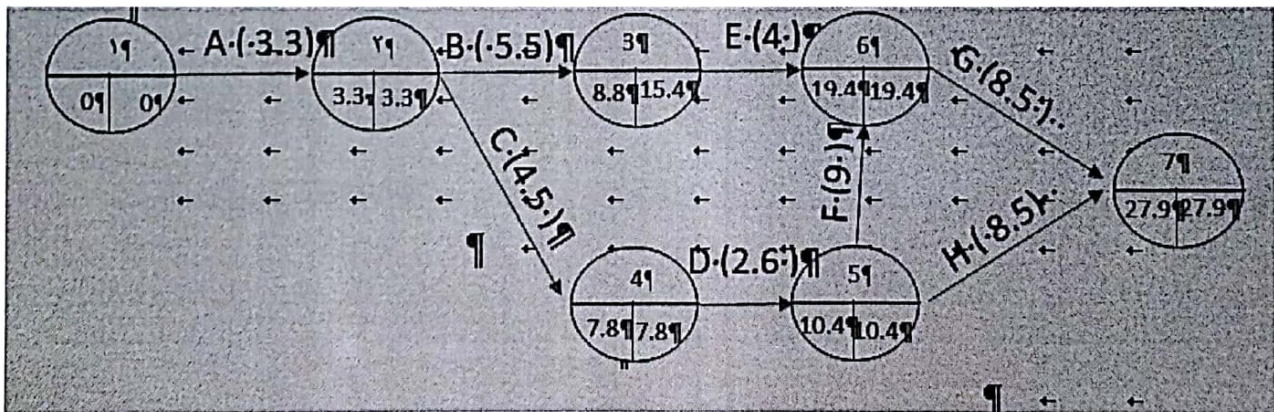 ١¶
0¶ 0¶
A·(·3.3)¶
٢¶
3.3¶ 3.3¶
B·(·5.5)¶
3¶
8.8¶ 15.4¶
E·(4·)¶
6¶
19.4¶ 19.4¶
G·(8.5·)··
C·(4.5·)¶
F·(9·)¶
7¶
27.9¶ 27.9¶
¶
D·(2.6·)¶
H·(·8.5)··
4¶
7.8¶ 7.8¶
5¶
10.4¶ 10.4¶
¶